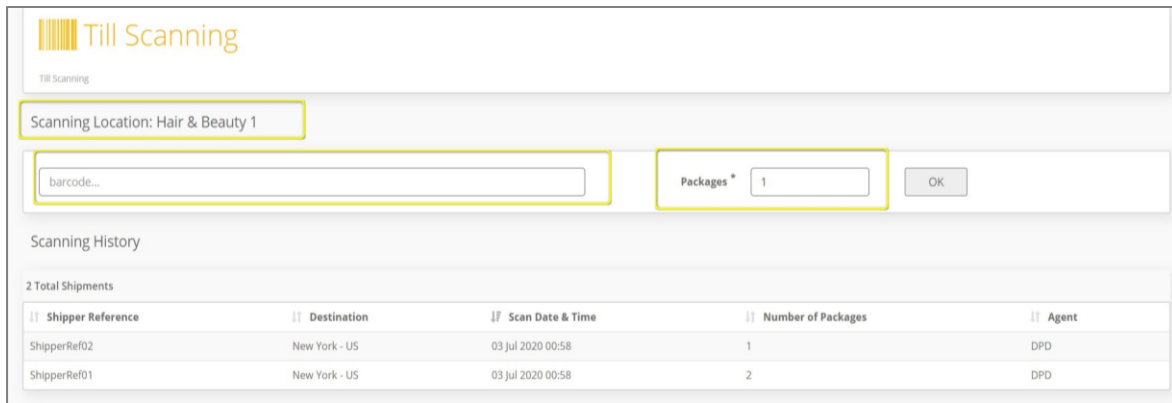 Till Scanning
Till Scanning
Scanning Location: Hair & Beauty 1
barcode... Packages * 1 OK
Scanning History
2 Total Shipments
Shipper Reference Destination Scan Date & Time Number of Packages Agent
ShipperRef02 New York - US 03 Jul 2020 00:58 1 DPD
ShipperRef01 New York - US 03 Jul 2020 00:58 2 DPD